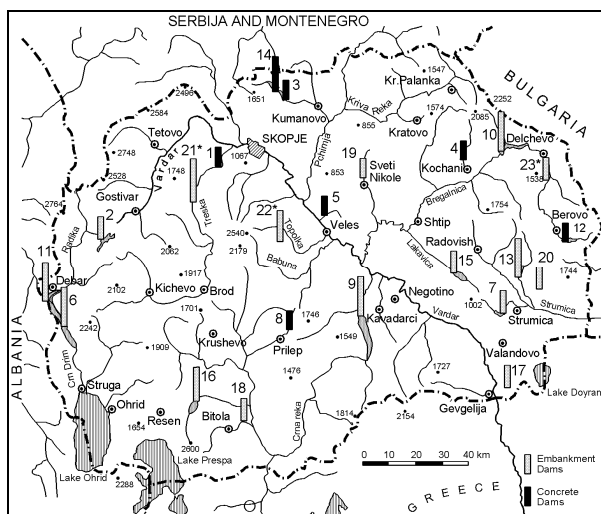 SERBIJA AND MONTENEGRO
14
3
1651
Kumanovo
Kriva Reka
Kr.Palanka
1547
BULGARIA
2496
2584
Tetovo
2748
2528
Vardar
21*
1
1748
Treska
SKOPJE
1067
Pchinja
855
853
Kratovo
1574
2085
2252
10
Delchevo
4
Kochani
23*
1538
19
Sveti
Nikole
Gostivar
2764
2
Radika
2062
22*
2540
2179
Topolka
Babuna
5
Veles
Bregalnica
Shtip
1754
Berovo
12
Lakavica
Radovish
15
13
20
1744
11
Debar
6
2102
Kichevo
1917
Brod
1701
9
Negotino
Kavadarci
Vardar
1002
7
Strumica
Strumica
ALBANIA
2242
Crn Drim
1909
Krushevo
8
1746
Prilep
1549
Valandovo
17
Lake Doyran
Struga
Ohrid
Resen
1654
16
18
Bitola
2600
1476
Crna reka
1814
2154
1727
Gevgelija
Lake Ohrid
2288
Lake Prespa
0 10 20 30 40 km
GREECE
Embankment
Dams
Concrete
Dams